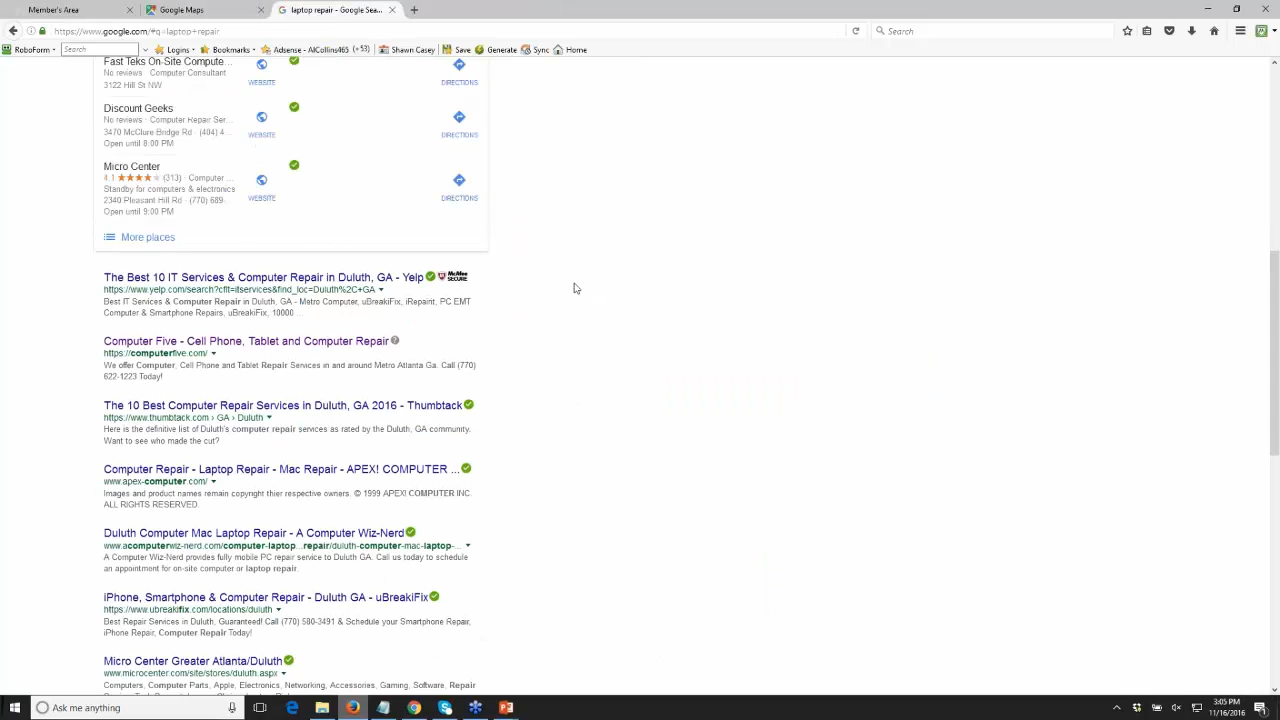 Member's Area
Google Maps
laptop repair - Google Sea...
https://www.google.com/#q=laptop+repair
Search
RoboForm
Search
Logins
Bookmarks
Adsense - AlCollins465
(+53)
Shawn Casey
Save
Generate
Sync
Home
Fast Teks On-Site Compute...
No reviews · Computer Consultant
3122 Hill St NW
WEBSITE
DIRECTIONS
Discount Geeks
No reviews · Computer Repair Ser...
3470 McClure Bridge Rd · (404) 4...
Open until 8:00 PM
WEBSITE
DIRECTIONS
Micro Center
4.1 ★★★★★ (313) · Computer ...
Standby for computers & electronics
2340 Pleasant Hill Rd · (770) 689-...
Open until 9:00 PM
WEBSITE
DIRECTIONS
More places
The Best 10 IT Services & Computer Repair in Duluth, GA - Yelp
McAfee SECURE
https://www.yelp.com/search?cflt=itservices&find_loc=Duluth%2C+GA
Best IT Services & Computer Repair in Duluth, GA - Metro Computer, uBreakiFix, iRepairit, PC EMT
Computer & Smartphone Repairs, uBreakiFix, 10000 ...
Computer Five - Cell Phone, Tablet and Computer Repair
https://computerfive.com/
We offer Computer, Cell Phone and Tablet Repair Services in and around Metro Atlanta Ga. Call (770)
622-1223 Today!
The 10 Best Computer Repair Services in Duluth, GA 2016 - Thumbtack
https://www.thumbtack.com › GA › Duluth
Here is the definitive list of Duluth's computer repair services as rated by the Duluth, GA community.
Want to see who made the cut?
Computer Repair - Laptop Repair - Mac Repair - APEX! COMPUTER ...
www.apex-computer.com/
Images and product names remain copyright thier respective owners. © 1999 APEX! COMPUTER INC.
ALL RIGHTS RESERVED.
Duluth Computer Mac Laptop Repair - A Computer Wiz-Nerd
www.acomputerwiz-nerd.com/computer-laptop...repair/duluth-computer-mac-laptop-...
A Computer Wiz-Nerd provides fully mobile PC repair service to Duluth GA. Call us today to schedule
an appointment for on-site computer or laptop repair.
iPhone, Smartphone & Computer Repair - Duluth GA - uBreakiFix
https://www.ubreakifix.com/locations/duluth
Best Repair Services in Duluth, Guaranteed! Call (770) 580-3491 & Schedule your Smartphone Repair,
iPhone Repair, Computer Repair Today!
Micro Center Greater Atlanta/Duluth
www.microcenter.com/site/stores/duluth.aspx
Computers, Computer Parts, Apple, Electronics, Networking, Accessories, Gaming, Software, Repair
Ask me anything
3:05 PM
11/16/2016